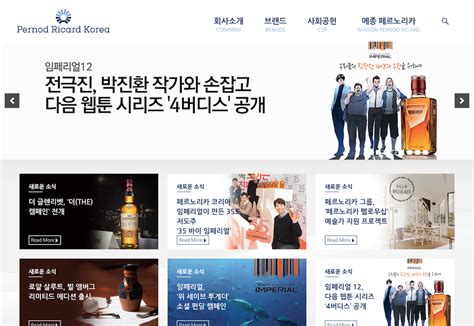 Pernod Ricard Korea
회사소개
COMPANY
브랜드
BRANDS
사회공헌
CSR
메종 페르노리카
MAISON PERNOD RICARD
임페리얼12
전극진, 박진환 작가와 손잡고
다음 웹툰 시리즈 '4버디스' 공개
IMPERIAL
새로운 소식
더 글렌리벳, '더(THE)
캠페인' 전개
Read More
새로운 소식
페르노리카 코리아
임페리얼이 만든 35
저도주
'35 바이 임페리얼'
Read More
새로운 소식
페르노리카 그룹,
'페르노리카 펠로우십'
예술가 지원 프로젝트
Read More
새로운 소식
로얄 살루트, 빌 앰버그
리미티드 에디션 출시
새로운 소식
임페리얼,
'위 세이브 투게더'
소셜 펀딩 캠페인
IMPERIAL
새로운 소식
임페리얼 12,
다음 웹툰 시리즈
'4버디스' 공개